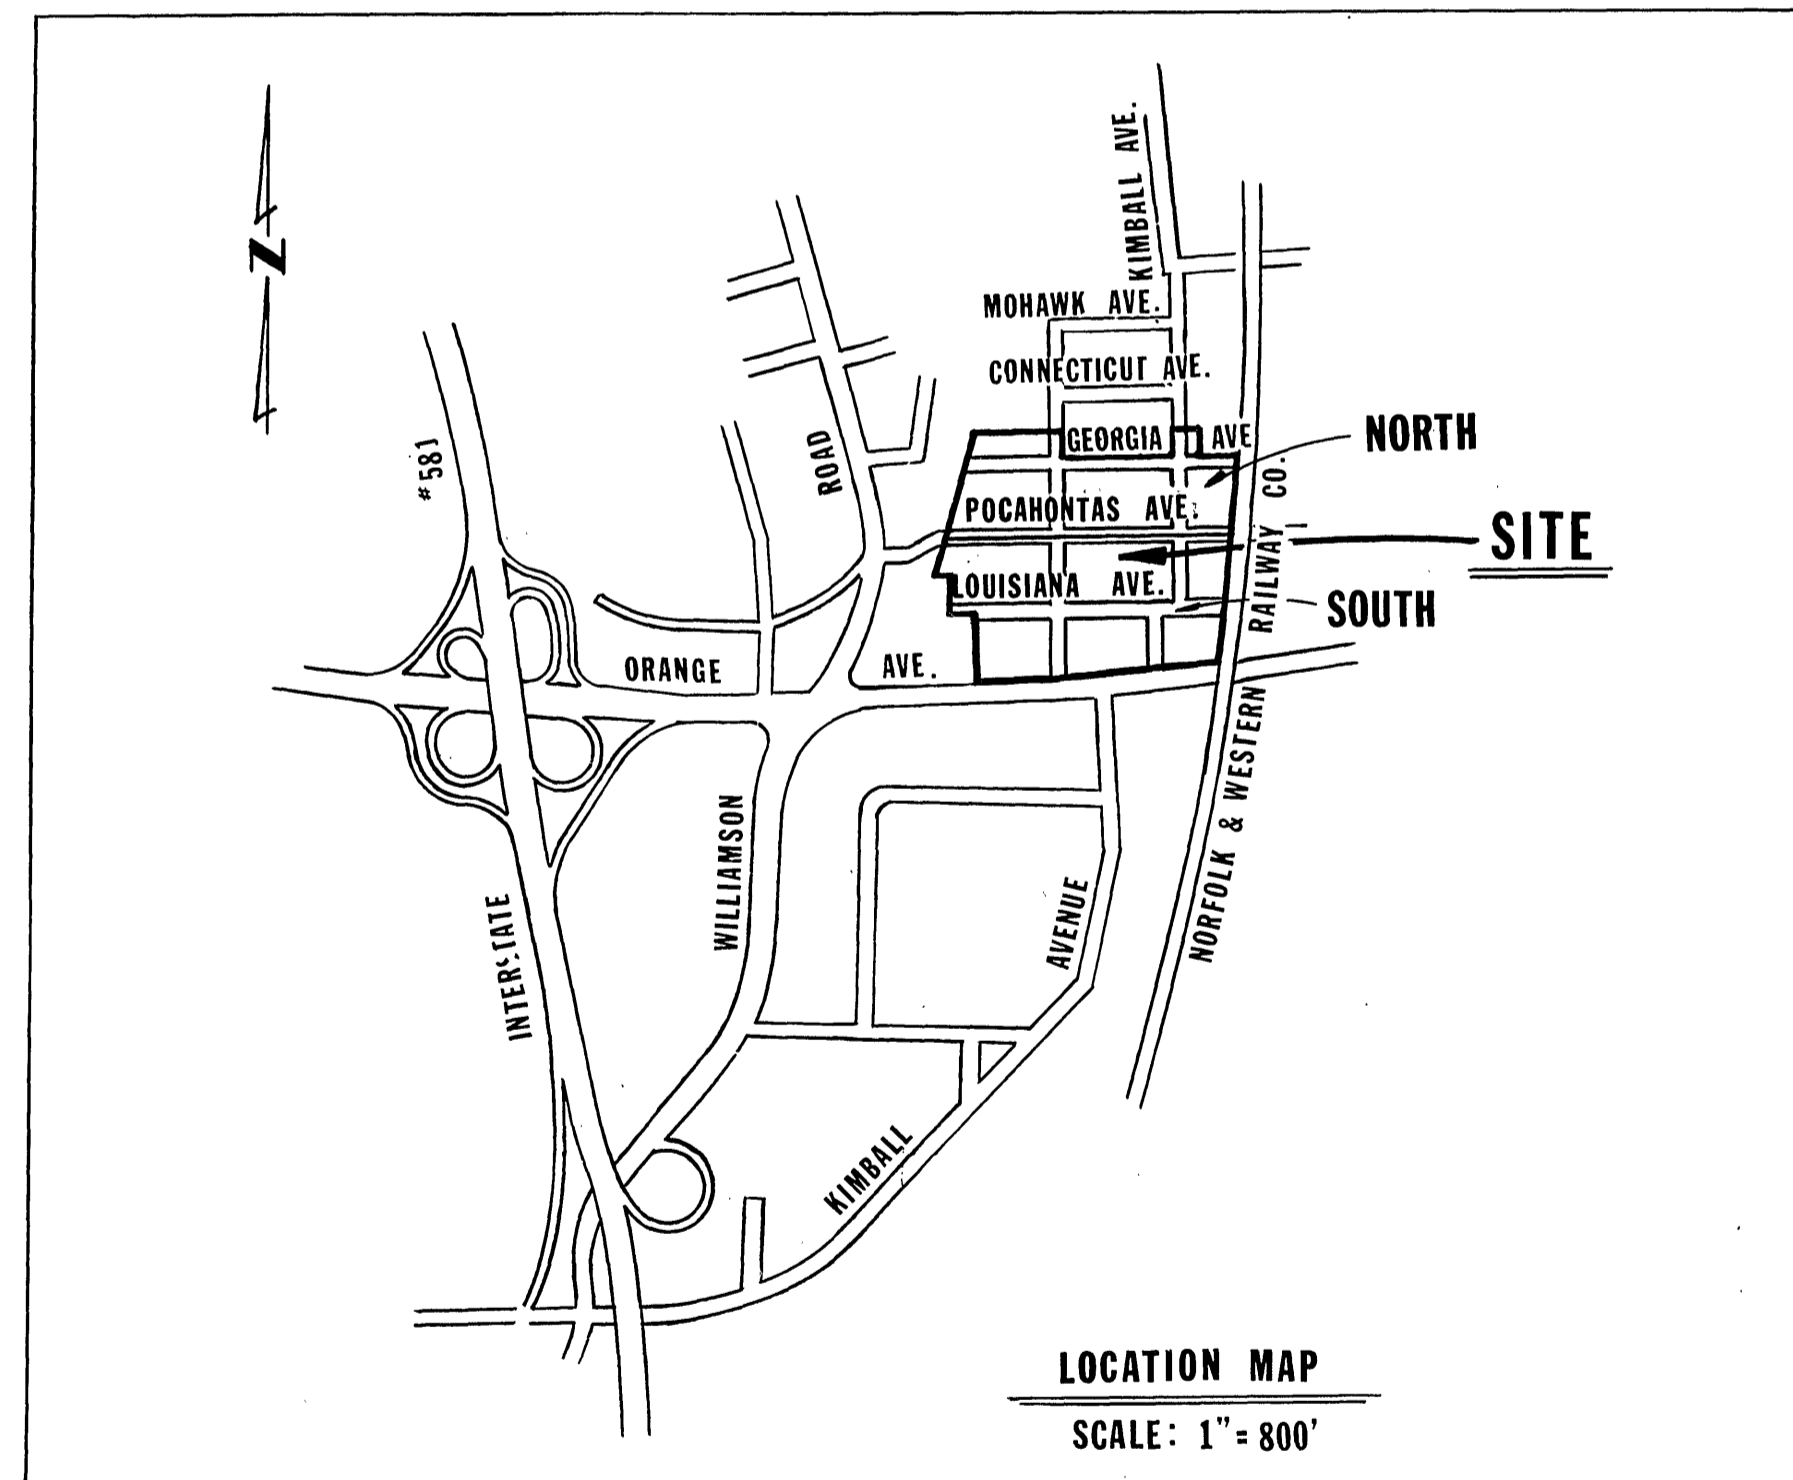 N
KIMBALL AVE.
MOHAWK AVE.
CONNECTICUT AVE.
GEORGIA AVE
NORTH
POCAHONTAS AVE.
SITE
LOUISIANA AVE.
SOUTH
#581
ROAD
ORANGE AVE.
RAILWAY CO.
NORFOLK & WESTERN
WILLIAMSON
INTERSTATE
AVENUE
KIMBALL
LOCATION MAP
SCALE: 1" = 800'